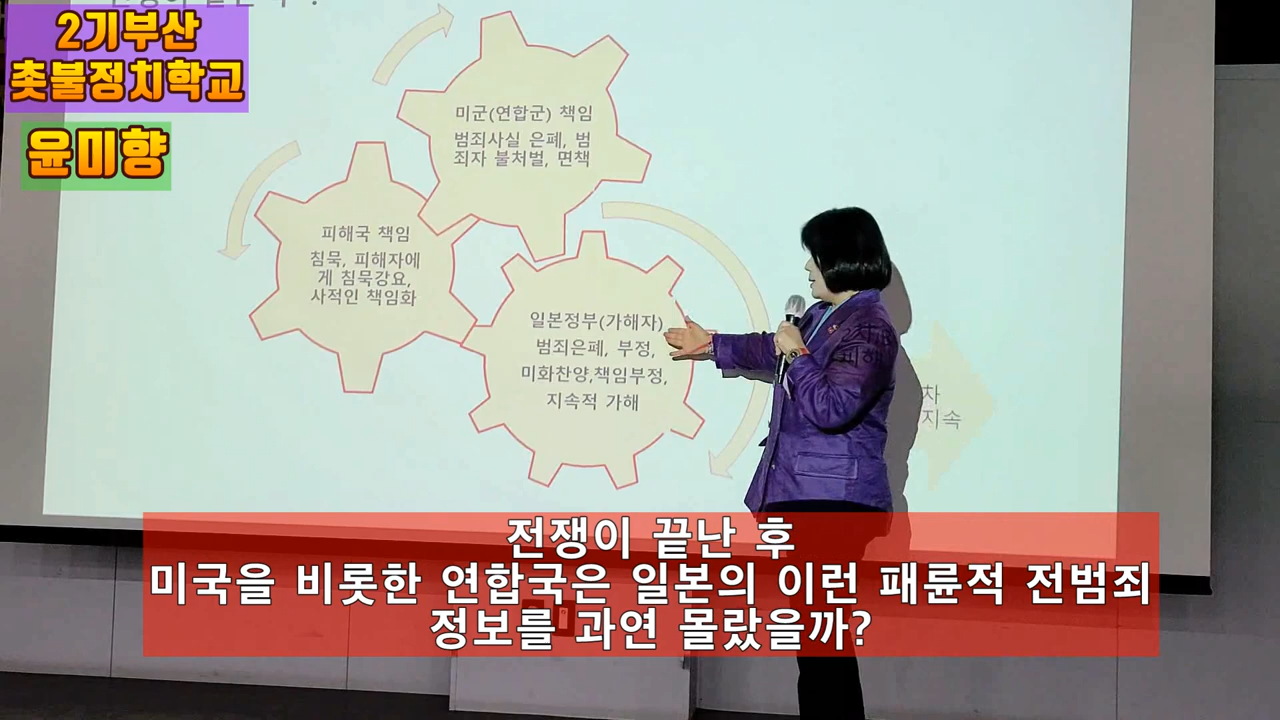 2기부산
촛불정치학교
윤미향
미군(연합군) 책임
범죄사실 은폐, 범
죄자 불처벌, 면책
피해국 책임
침묵, 피해자에
게 침묵강요,
사적인 책임화
일본정부(가해자)
범죄은폐, 부정,
미화찬양,책임부정,
지속적 가해
2차
피해
차
지속
전쟁이 끝난 후
미국을 비롯한 연합국은 일본의 이런 패륜적 전범죄
정보를 과연 몰랐을까?